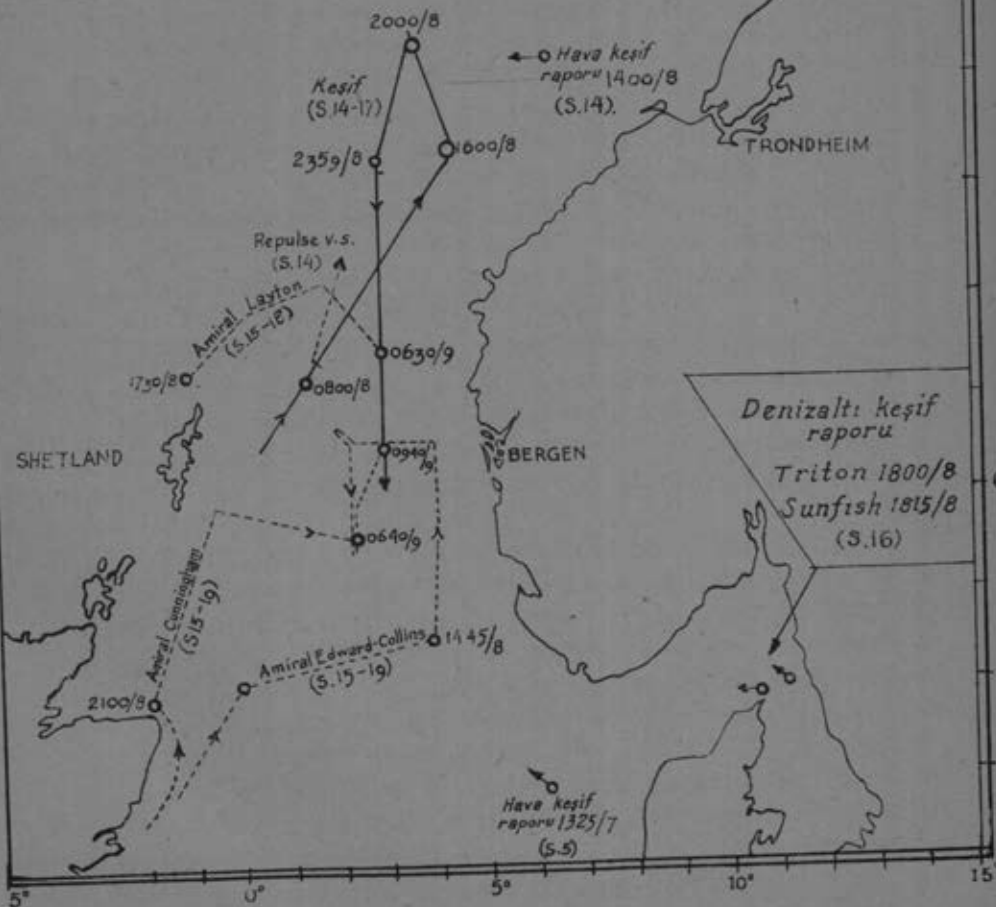 2000/8
Hava keşif
raporu 1400/8
(S.14).
Keşif
(S.14-17)
TRONDHEIM
1600/8
2359/8
Repulse v.s.
(S.14)
Amiral Layton
(S.15-18)
0630/9
1730/8
0800/8
Denizaltı keşif
raporu
Triton 1800/8
Sunfish 1815/8
(S.16)
SHETLAND
0940/9
BERGEN
0640/9
Amiral Cunningham
(S.15-19)
Amiral Edward-Collins
(S.15-19)
1445/8
2100/8
Hava keşif
raporu 1325/7
(S.5)
5° 0° 5° 10° 15